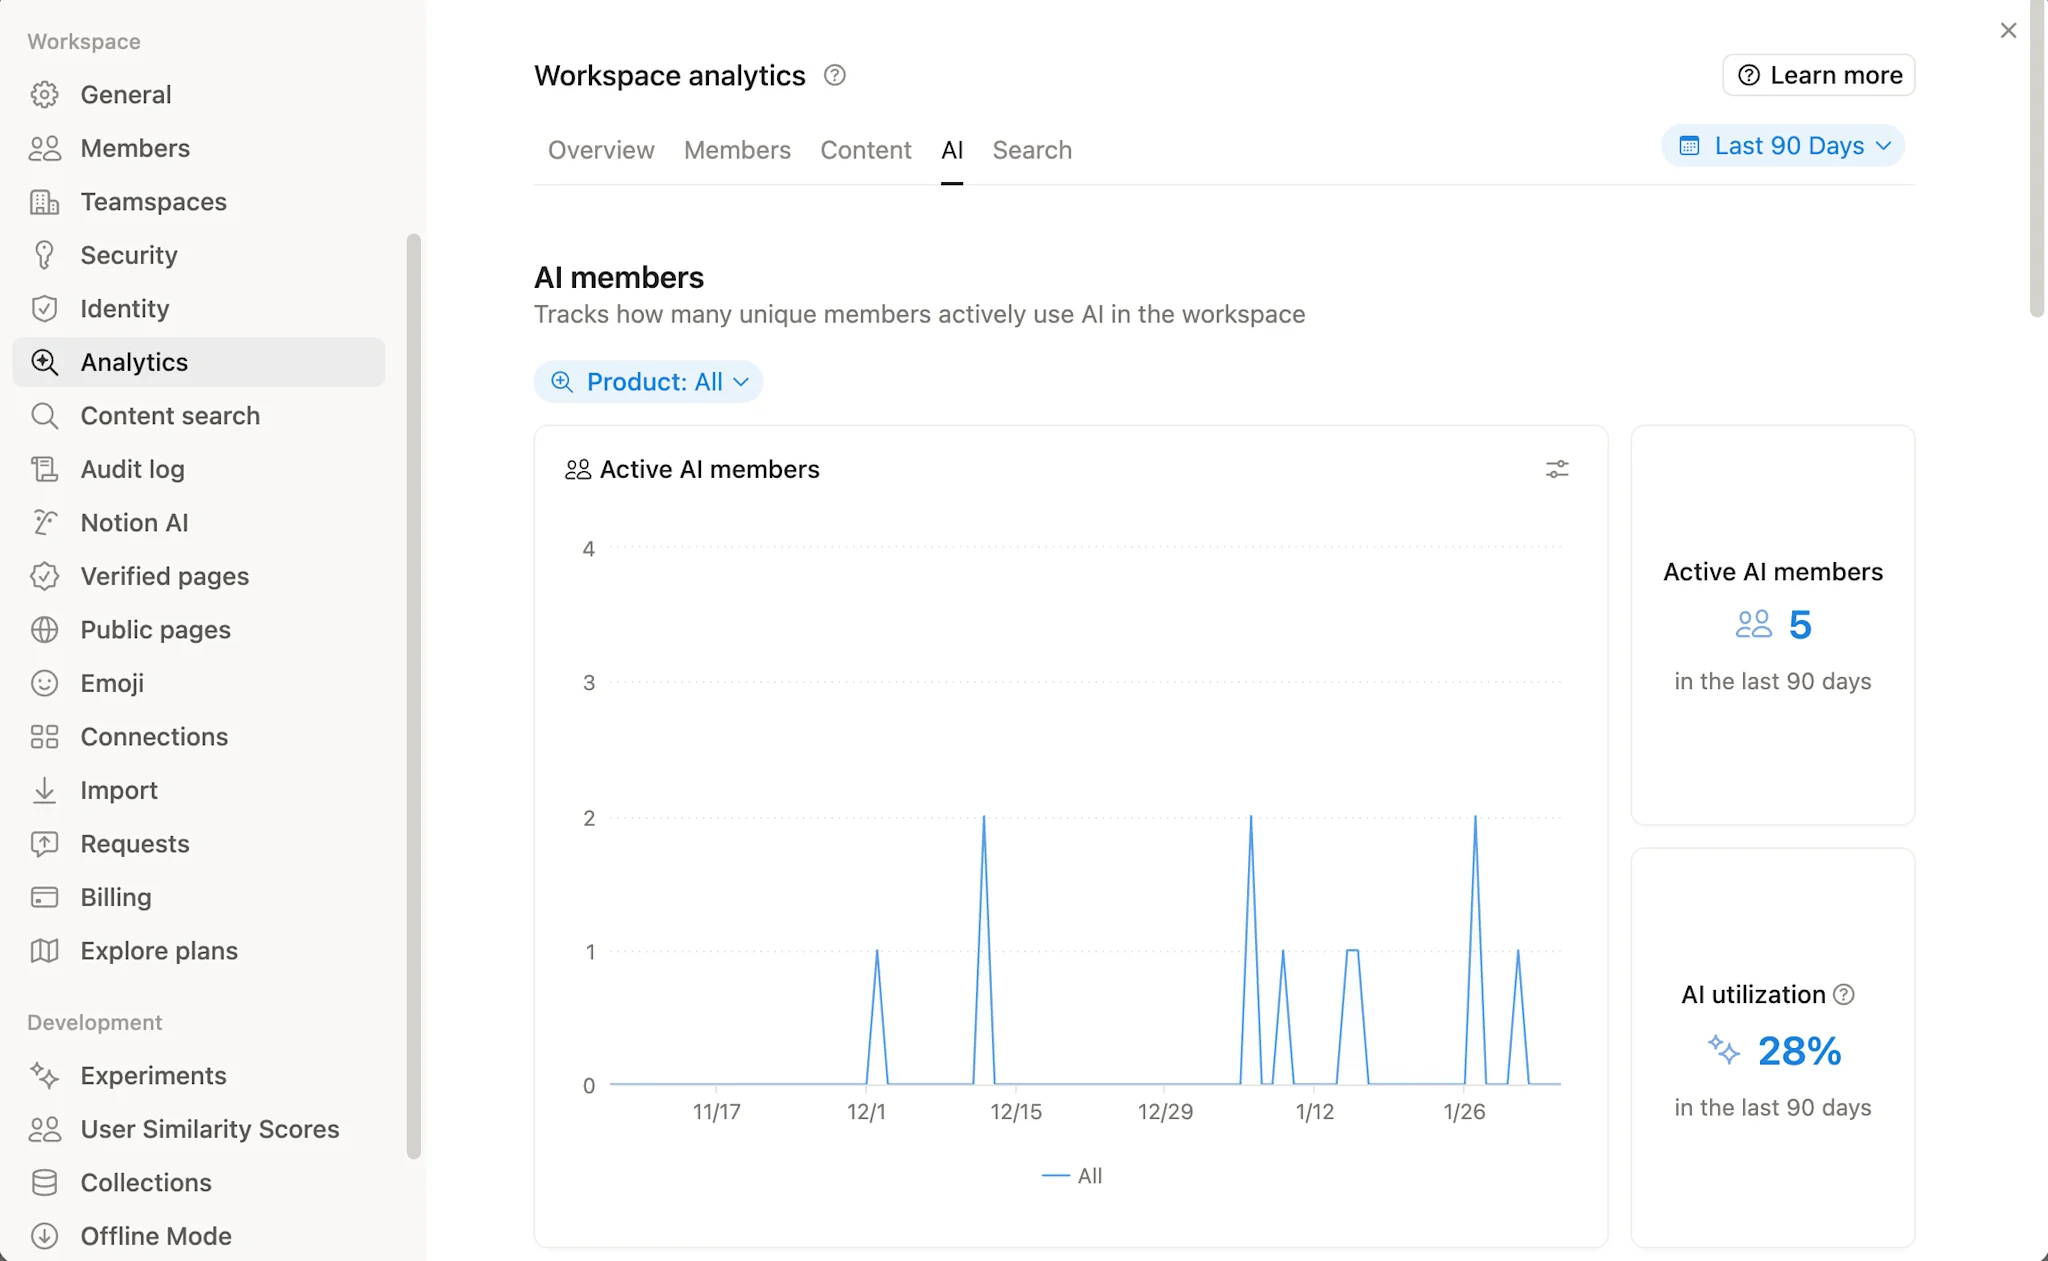 Workspace
General
Members
Teamspaces
Security
Identity
Analytics
Content search
Audit log
Notion AI
Verified pages
Public pages
Emoji
Connections
Import
Requests
Billing
Explore plans
Development
Experiments
User Similarity Scores
Collections
Offline Mode
Workspace analytics
Learn more
Overview Members Content AI Search
Last 90 Days
AI members
Tracks how many unique members actively use AI in the workspace
Product: All
Active AI members
4
3
2
1
0
11/17 12/1 12/15 12/29 1/12 1/26
All
Active AI members
5
in the last 90 days
AI utilization
28%
in the last 90 days